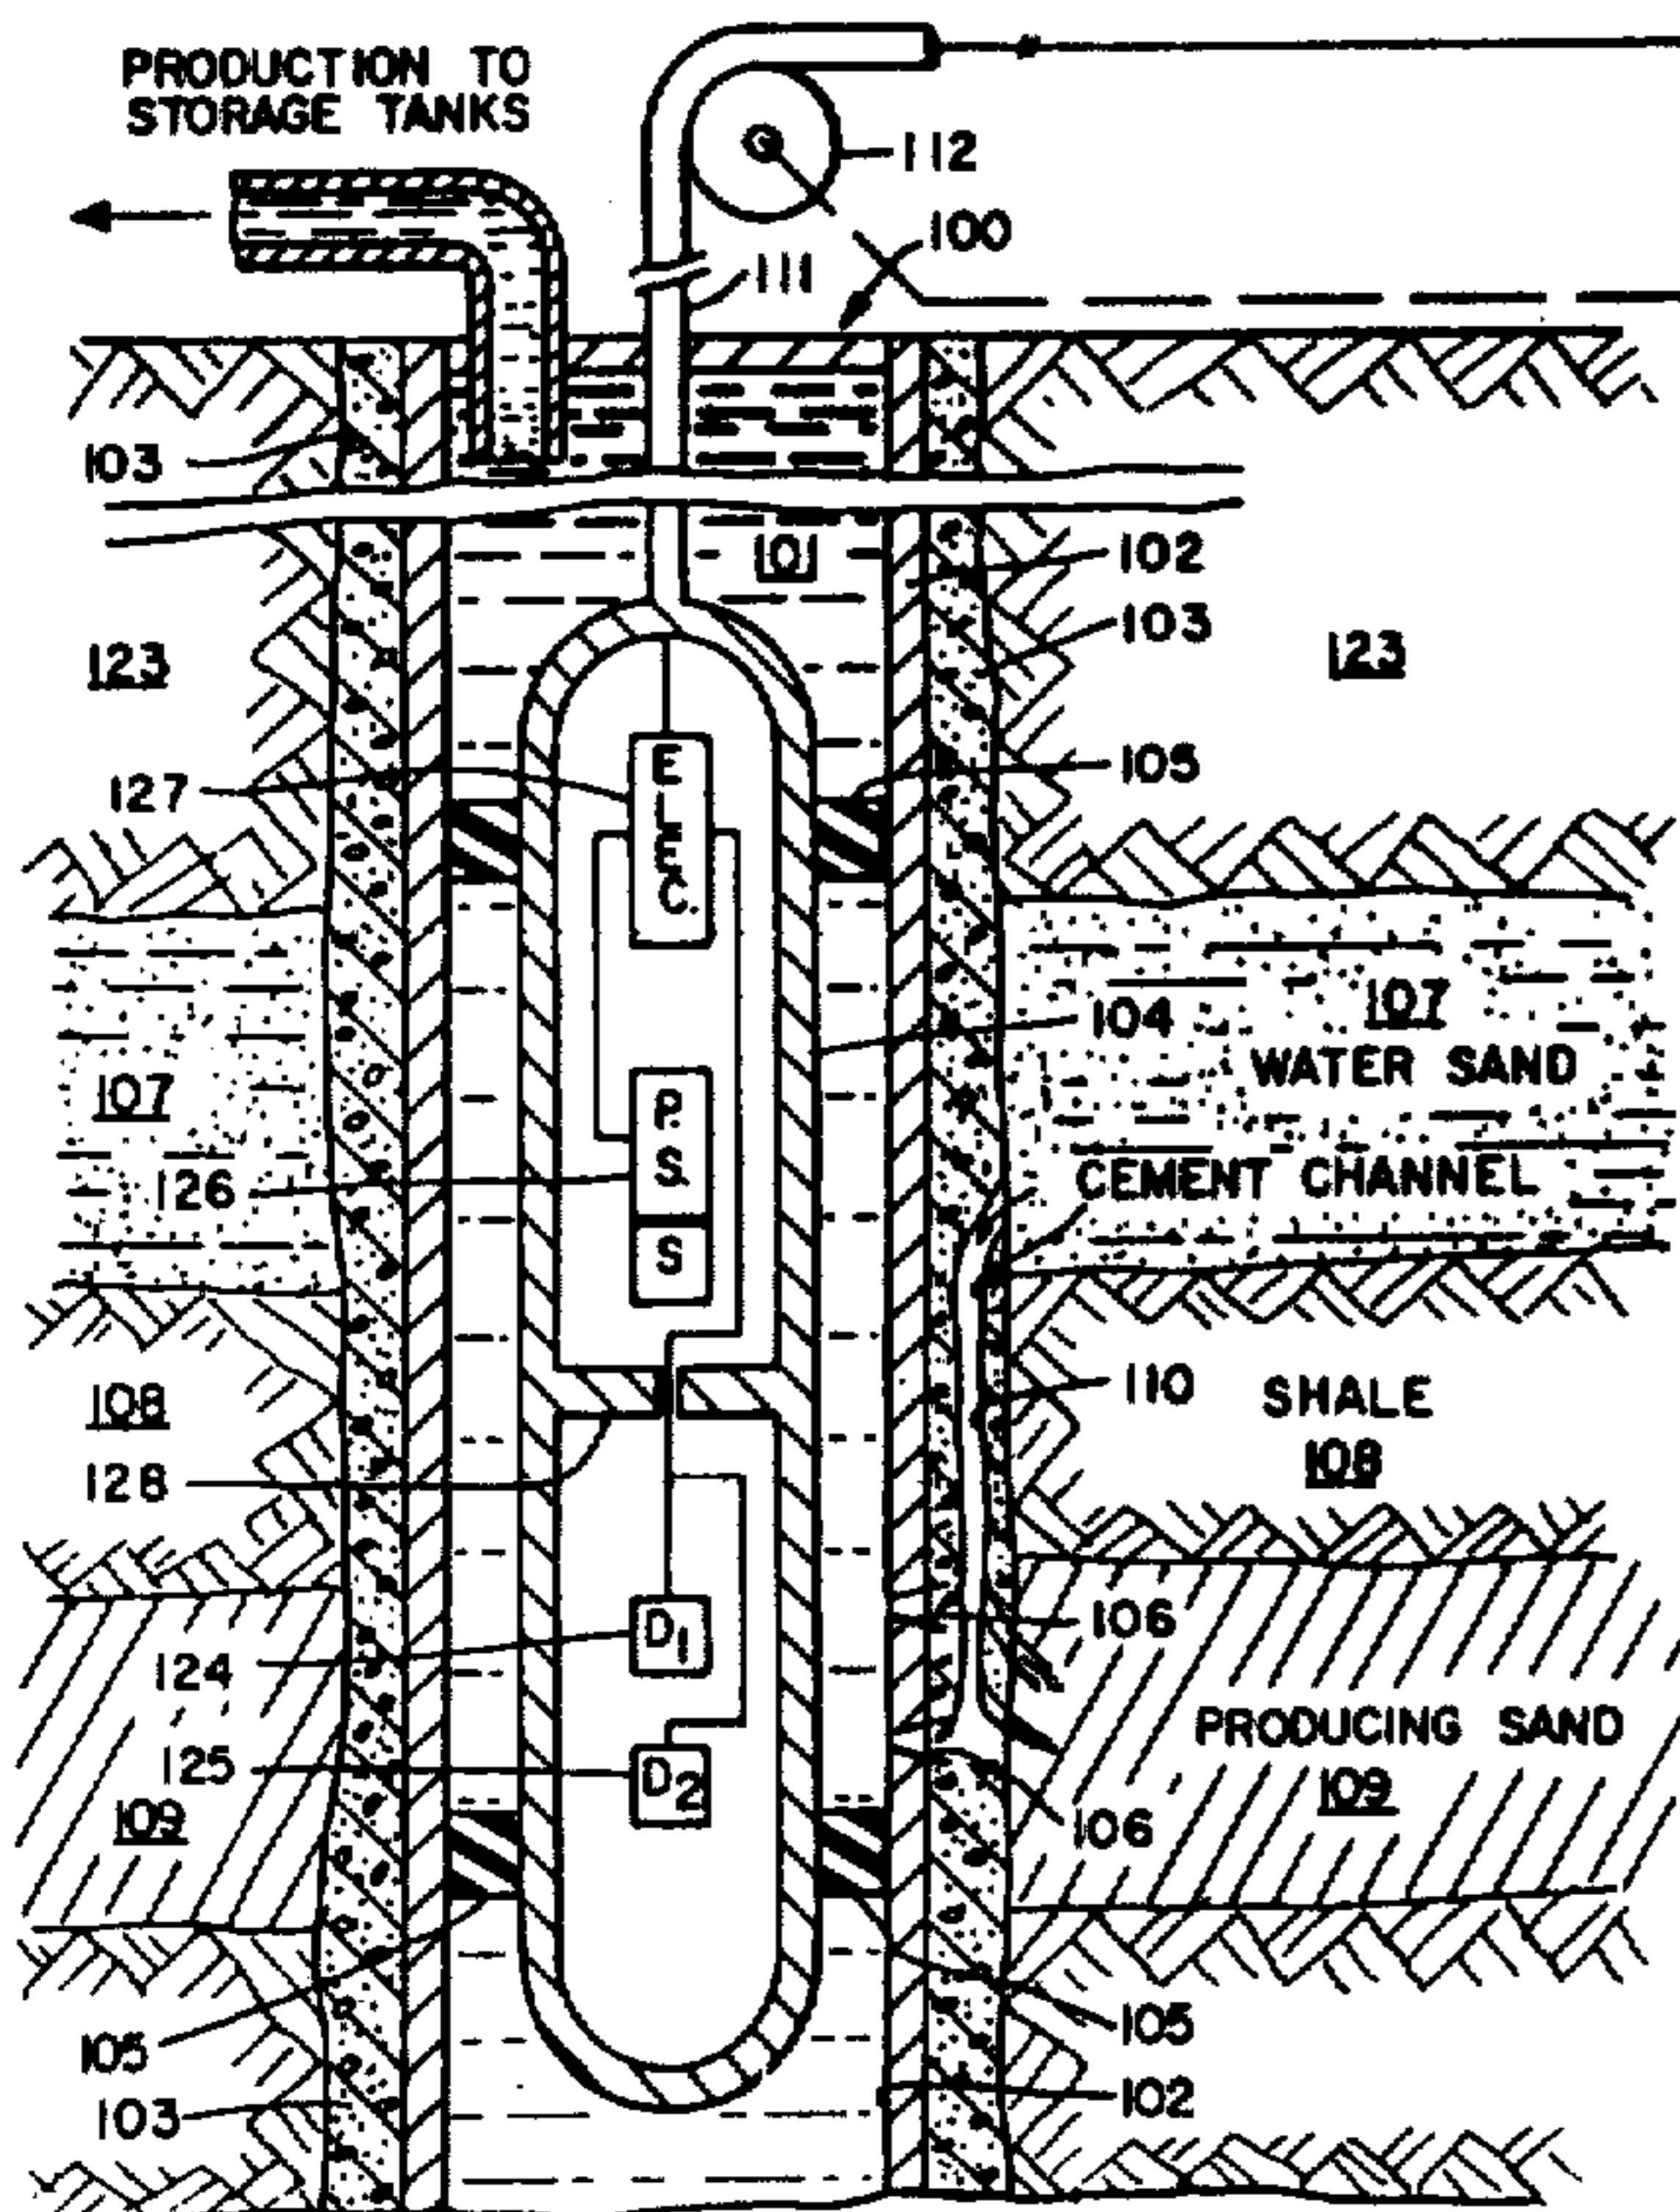 PRODUCTION TO
STORAGE TANKS
112
100
111
103
101
102
103
123
123
127
105
E
L
E
C.
107
104
WATER SAND
107
P.
S
S
126
CEMENT CHANNEL
108
110
SHALE
108
128
106
D1
124
PRODUCING SAND
125
D2
109
109
106
105
105
103
102